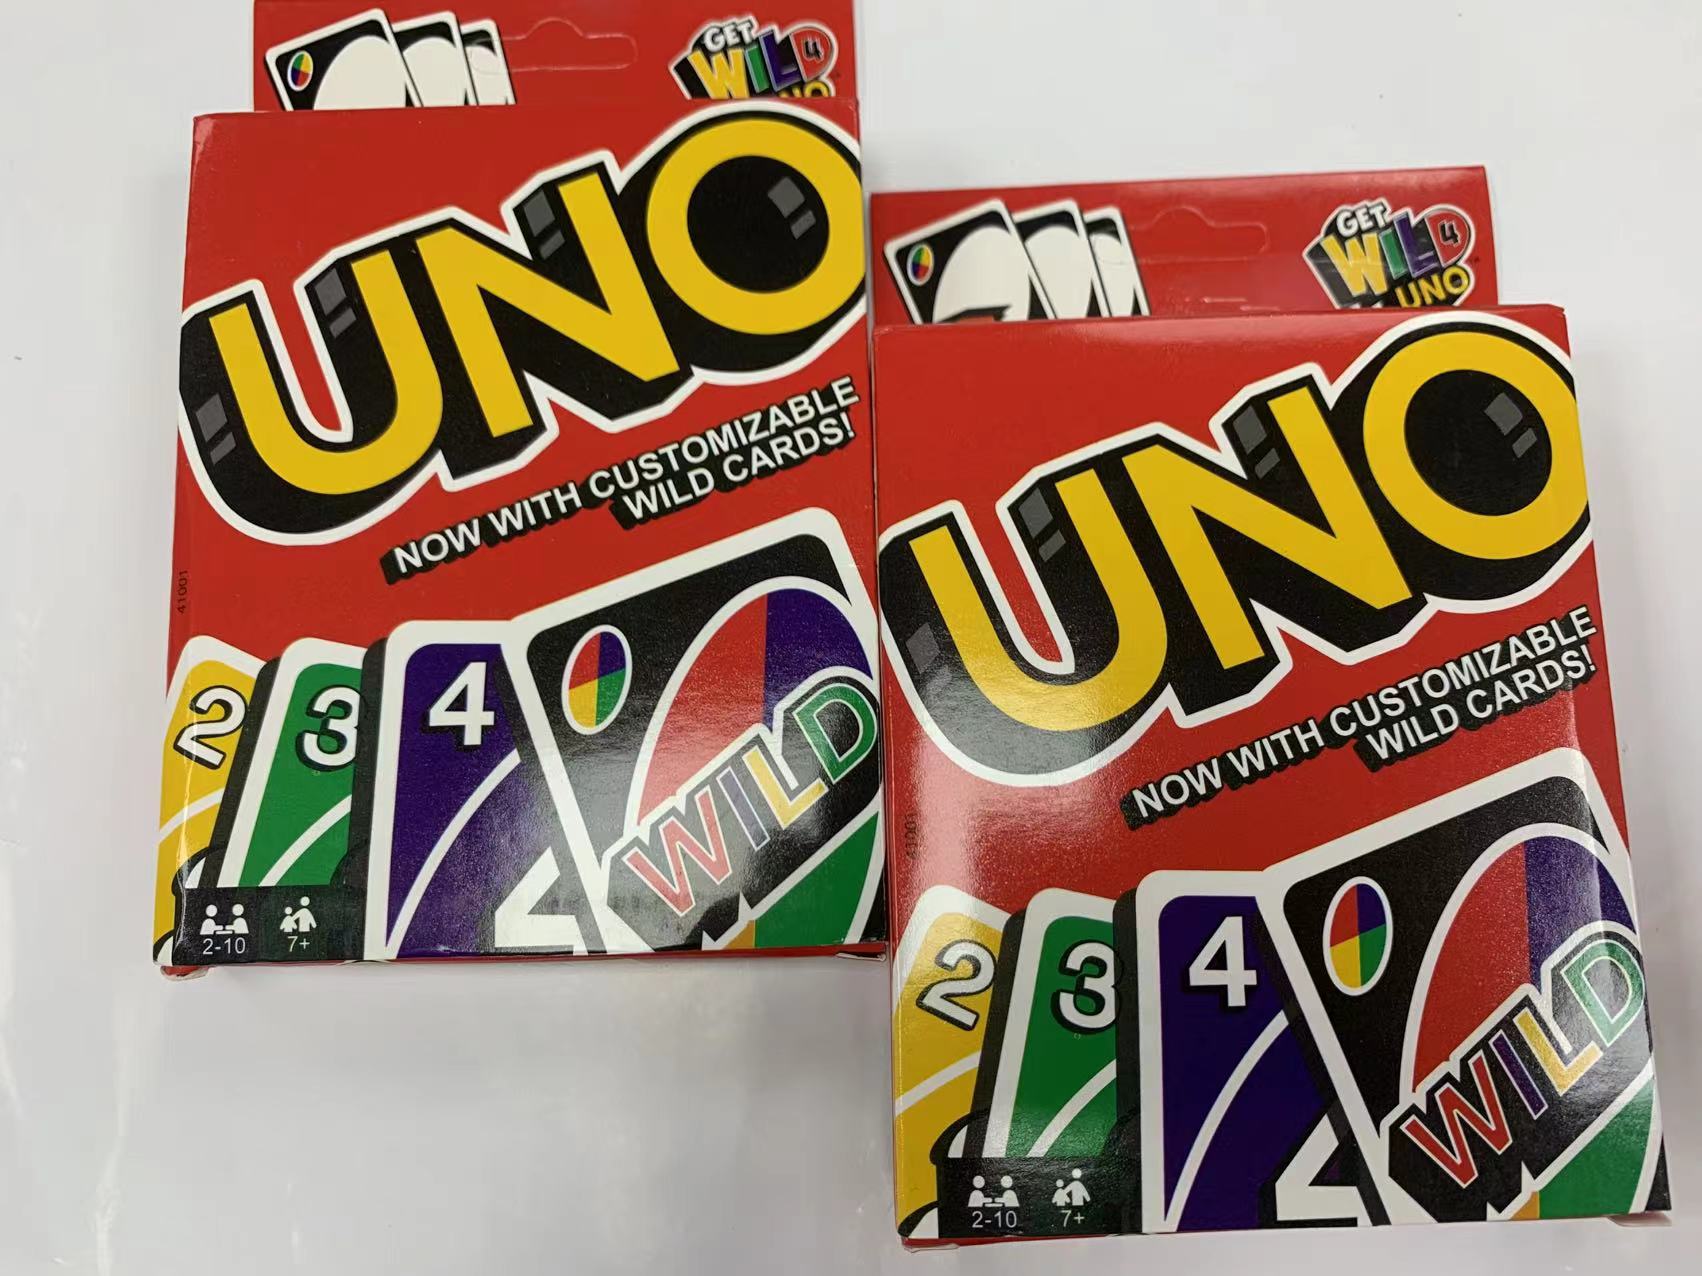 GET
WILD 4
UNO
UNO
NOW WITH CUSTOMIZABLE
WILD CARDS!
41001
2
3
4
WILD
2-10
7+
GET
WILD 4
UNO
UNO
NOW WITH CUSTOMIZABLE
WILD CARDS!
2
3
4
WILD
2-10
7+